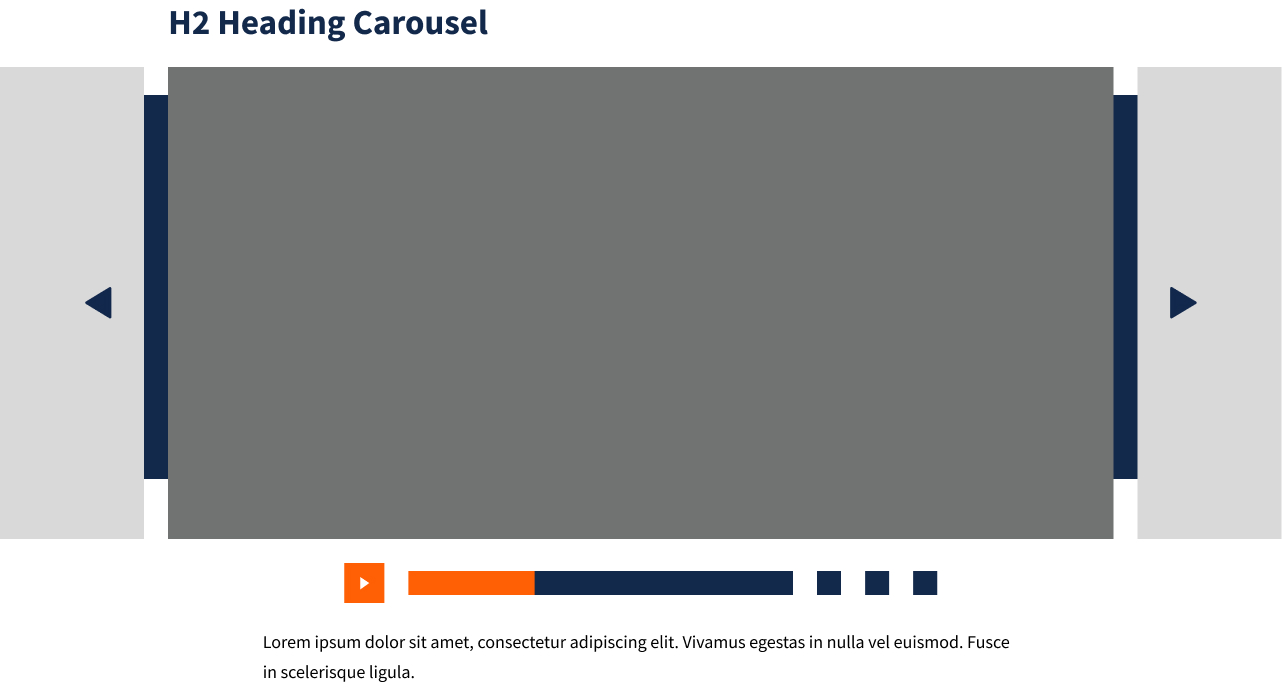 H2 Heading Carousel
Lorem ipsum dolor sit amet, consectetur adipiscing elit. Vivamus egestas in nulla vel euismod. Fusce
in scelerisque ligula.